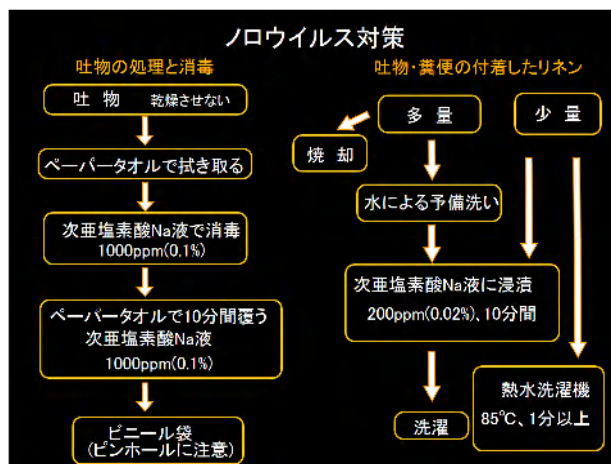 ノロウイルス対策
吐物の処理と消毒
吐 物 乾燥させない
ペーパータオルで拭き取る
次亜塩素酸Na液で消毒
1000ppm(0.1%)
ペーパータオルで10分間覆う
次亜塩素酸Na液
1000ppm(0.1%)
ビニール袋
(ピンホールに注意)
吐物・糞便の付着したリネン
多 量
少 量
焼 却
水による予備洗い
次亜塩素酸Na液に浸漬
200ppm(0.02%)、10分間
洗濯
熱水洗濯機
85℃、1分以上